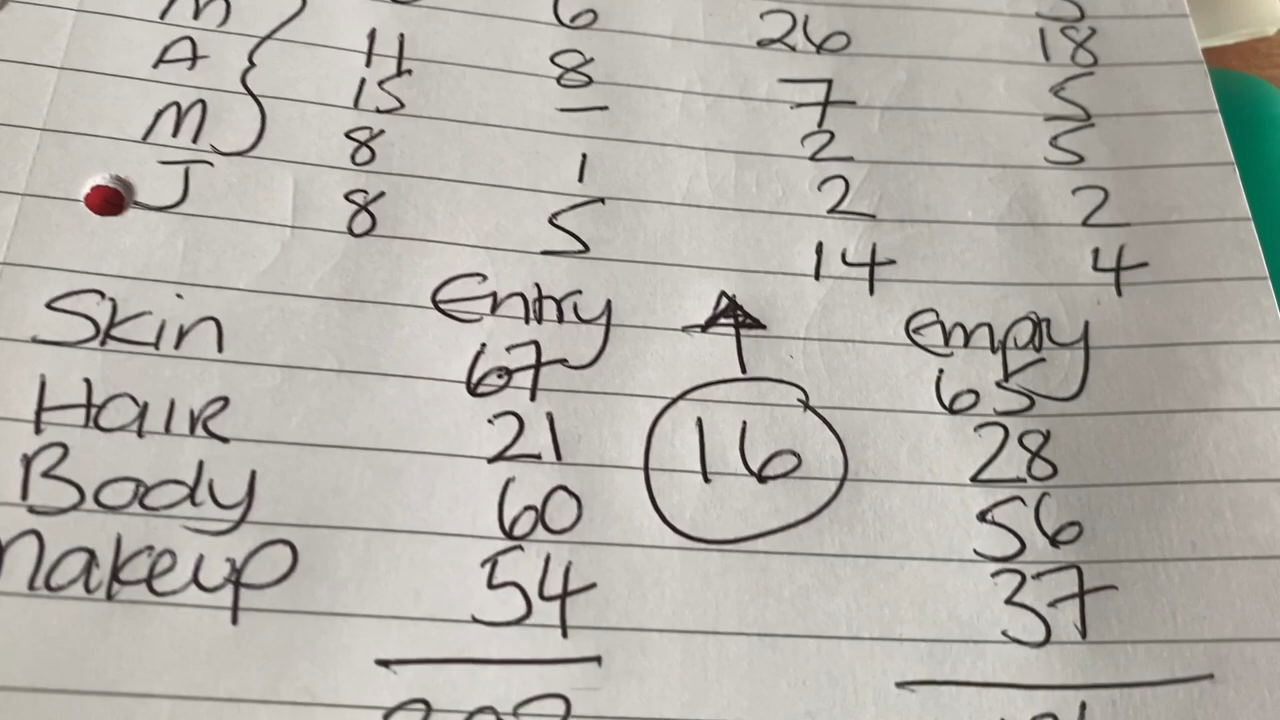 M 6 26
A 11 8 7 18
M 15 — 2 5
J 8 1 2 5
8 5 14 2
4
Entry Empty
Skin 67 65
Hair 21 16 28
Body 60 56
Makeup 54 37